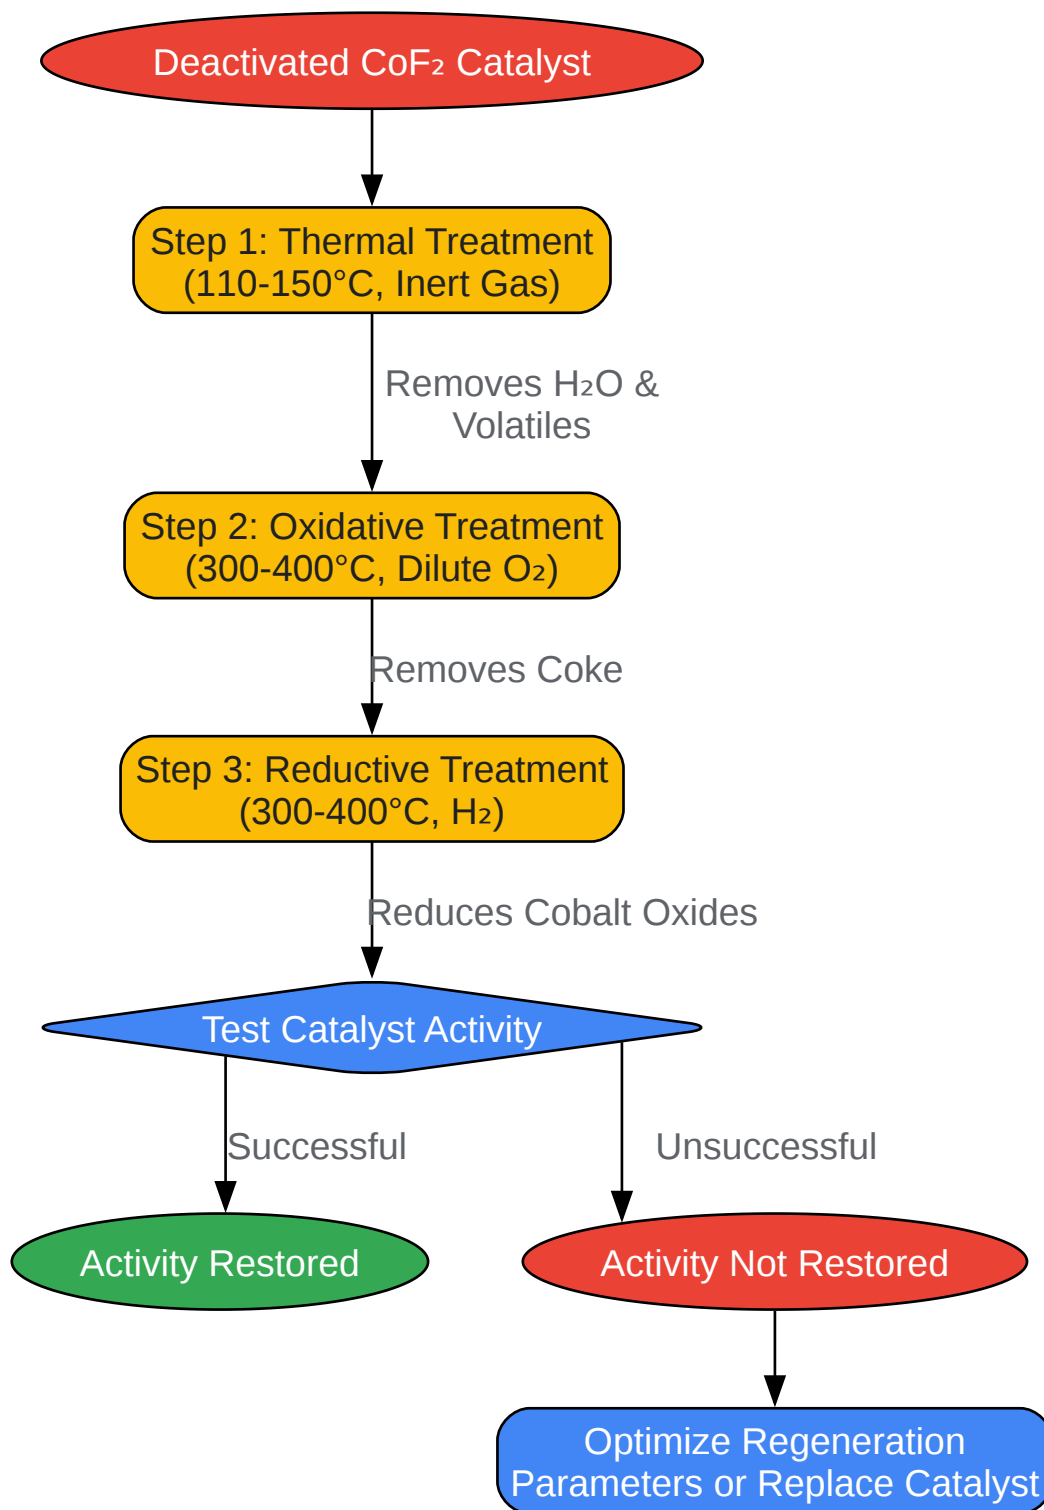 Deactivated CoF₂ Catalyst
Step 1: Thermal Treatment
(110-150°C, Inert Gas)
Removes H₂O &
Volatiles
Step 2: Oxidative Treatment
(300-400°C, Dilute O₂)
Removes Coke
Step 3: Reductive Treatment
(300-400°C, H₂)
Reduces Cobalt Oxides
Test Catalyst Activity
Successful
Unsuccessful
Activity Restored
Activity Not Restored
Optimize Regeneration
Parameters or Replace Catalyst